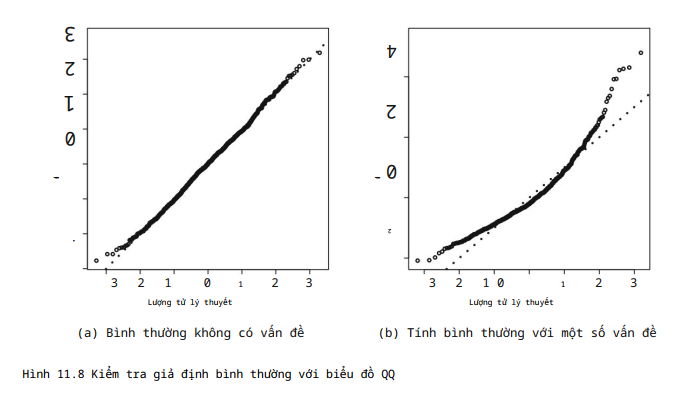 3
2
1
0
-
3 2 1 0 1 2 3
Lượng tử lý thuyết
(a) Bình thường không có vấn đề
4
2
-0
2
3 2 1 0 1 2 3
Lượng tử lý thuyết
(b) Tính bình thường với một số vấn đề
Hình 11.8 Kiểm tra giả định bình thường với biểu đồ QQ